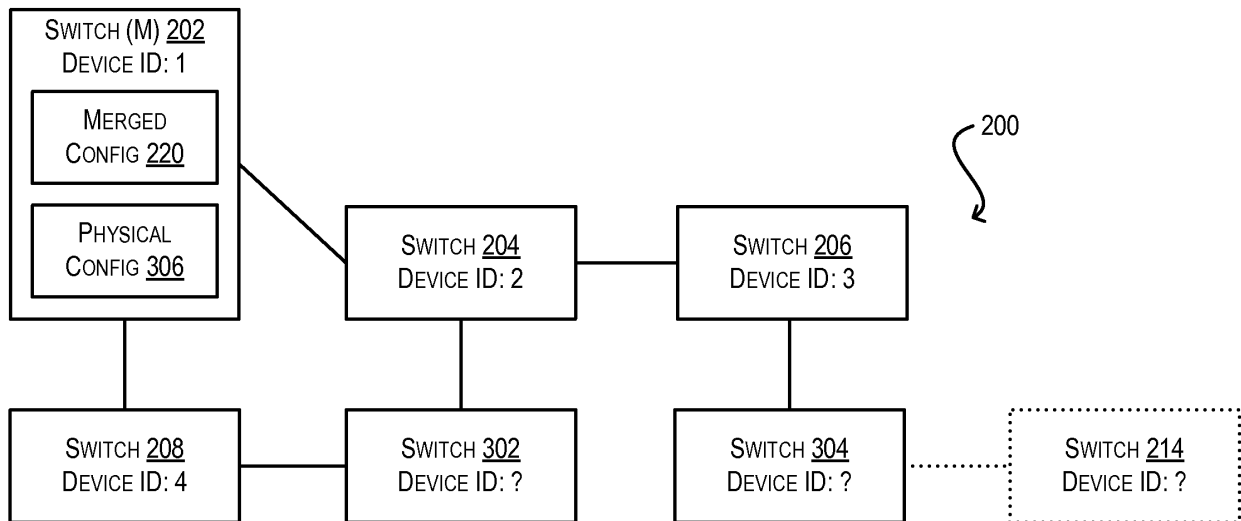 SWITCH (M) 202
DEVICE ID: 1
MERGED
CONFIG 220
PHYSICAL
CONFIG 306
200
SWITCH 204
DEVICE ID: 2
SWITCH 206
DEVICE ID: 3
SWITCH 208
DEVICE ID: 4
SWITCH 302
DEVICE ID: ?
SWITCH 304
DEVICE ID: ?
SWITCH 214
DEVICE ID: ?